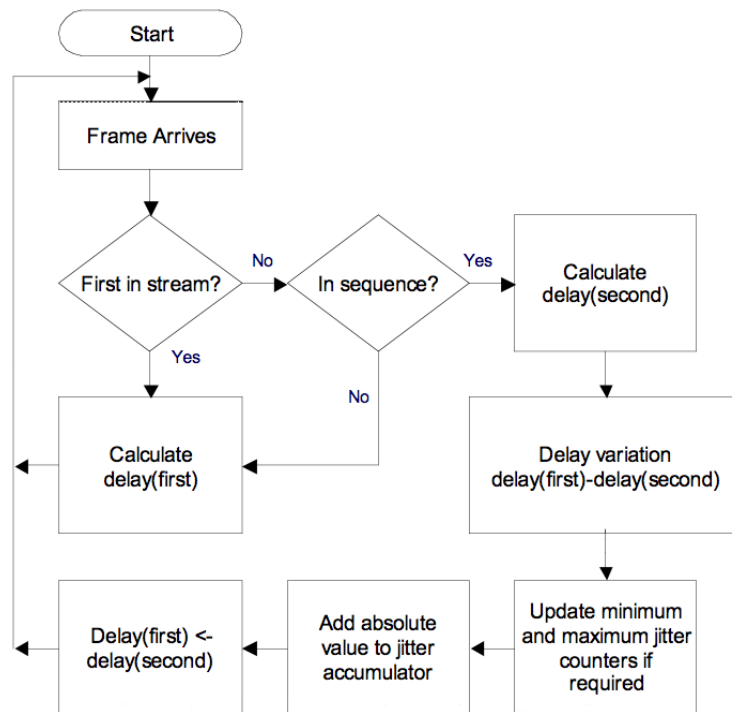 Start
Frame Arrives
First in stream?
No
In sequence?
Yes
Calculate
delay(second)
Yes
No
Calculate
delay(first)
Delay variation
delay(first)-delay(second)
Delay(first) <-
delay(second)
Add absolute
value to jitter
accumulator
Update minimum
and maximum jitter
counters if
required